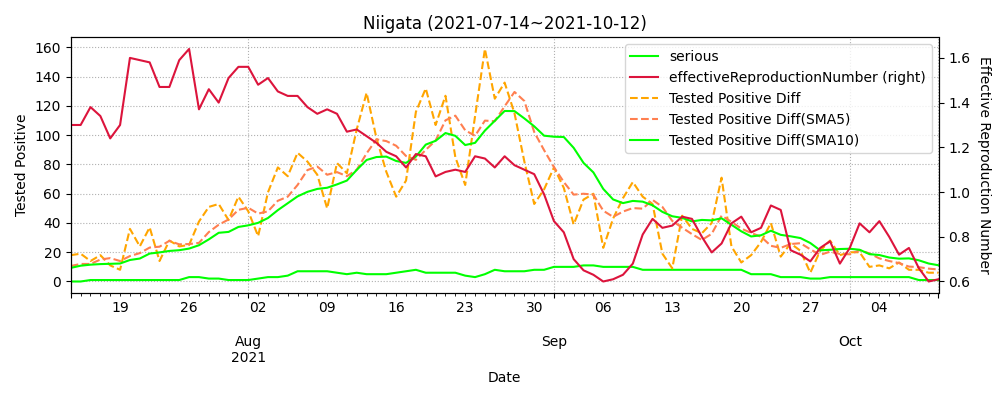 Niigata (2021-07-14~2021-10-12)
Tested Positive
160
140
120
100
80
60
40
20
0
serious
effectiveReproductionNumber (right)
Tested Positive Diff
Tested Positive Diff(SMA5)
Tested Positive Diff(SMA10)
1.6
1.4
1.2
1.0
0.8
0.6
Effective Reproduction Number
19 26 02 09 16 23 30 06 13 20 27 04
Aug Sep Oct
2021
Date